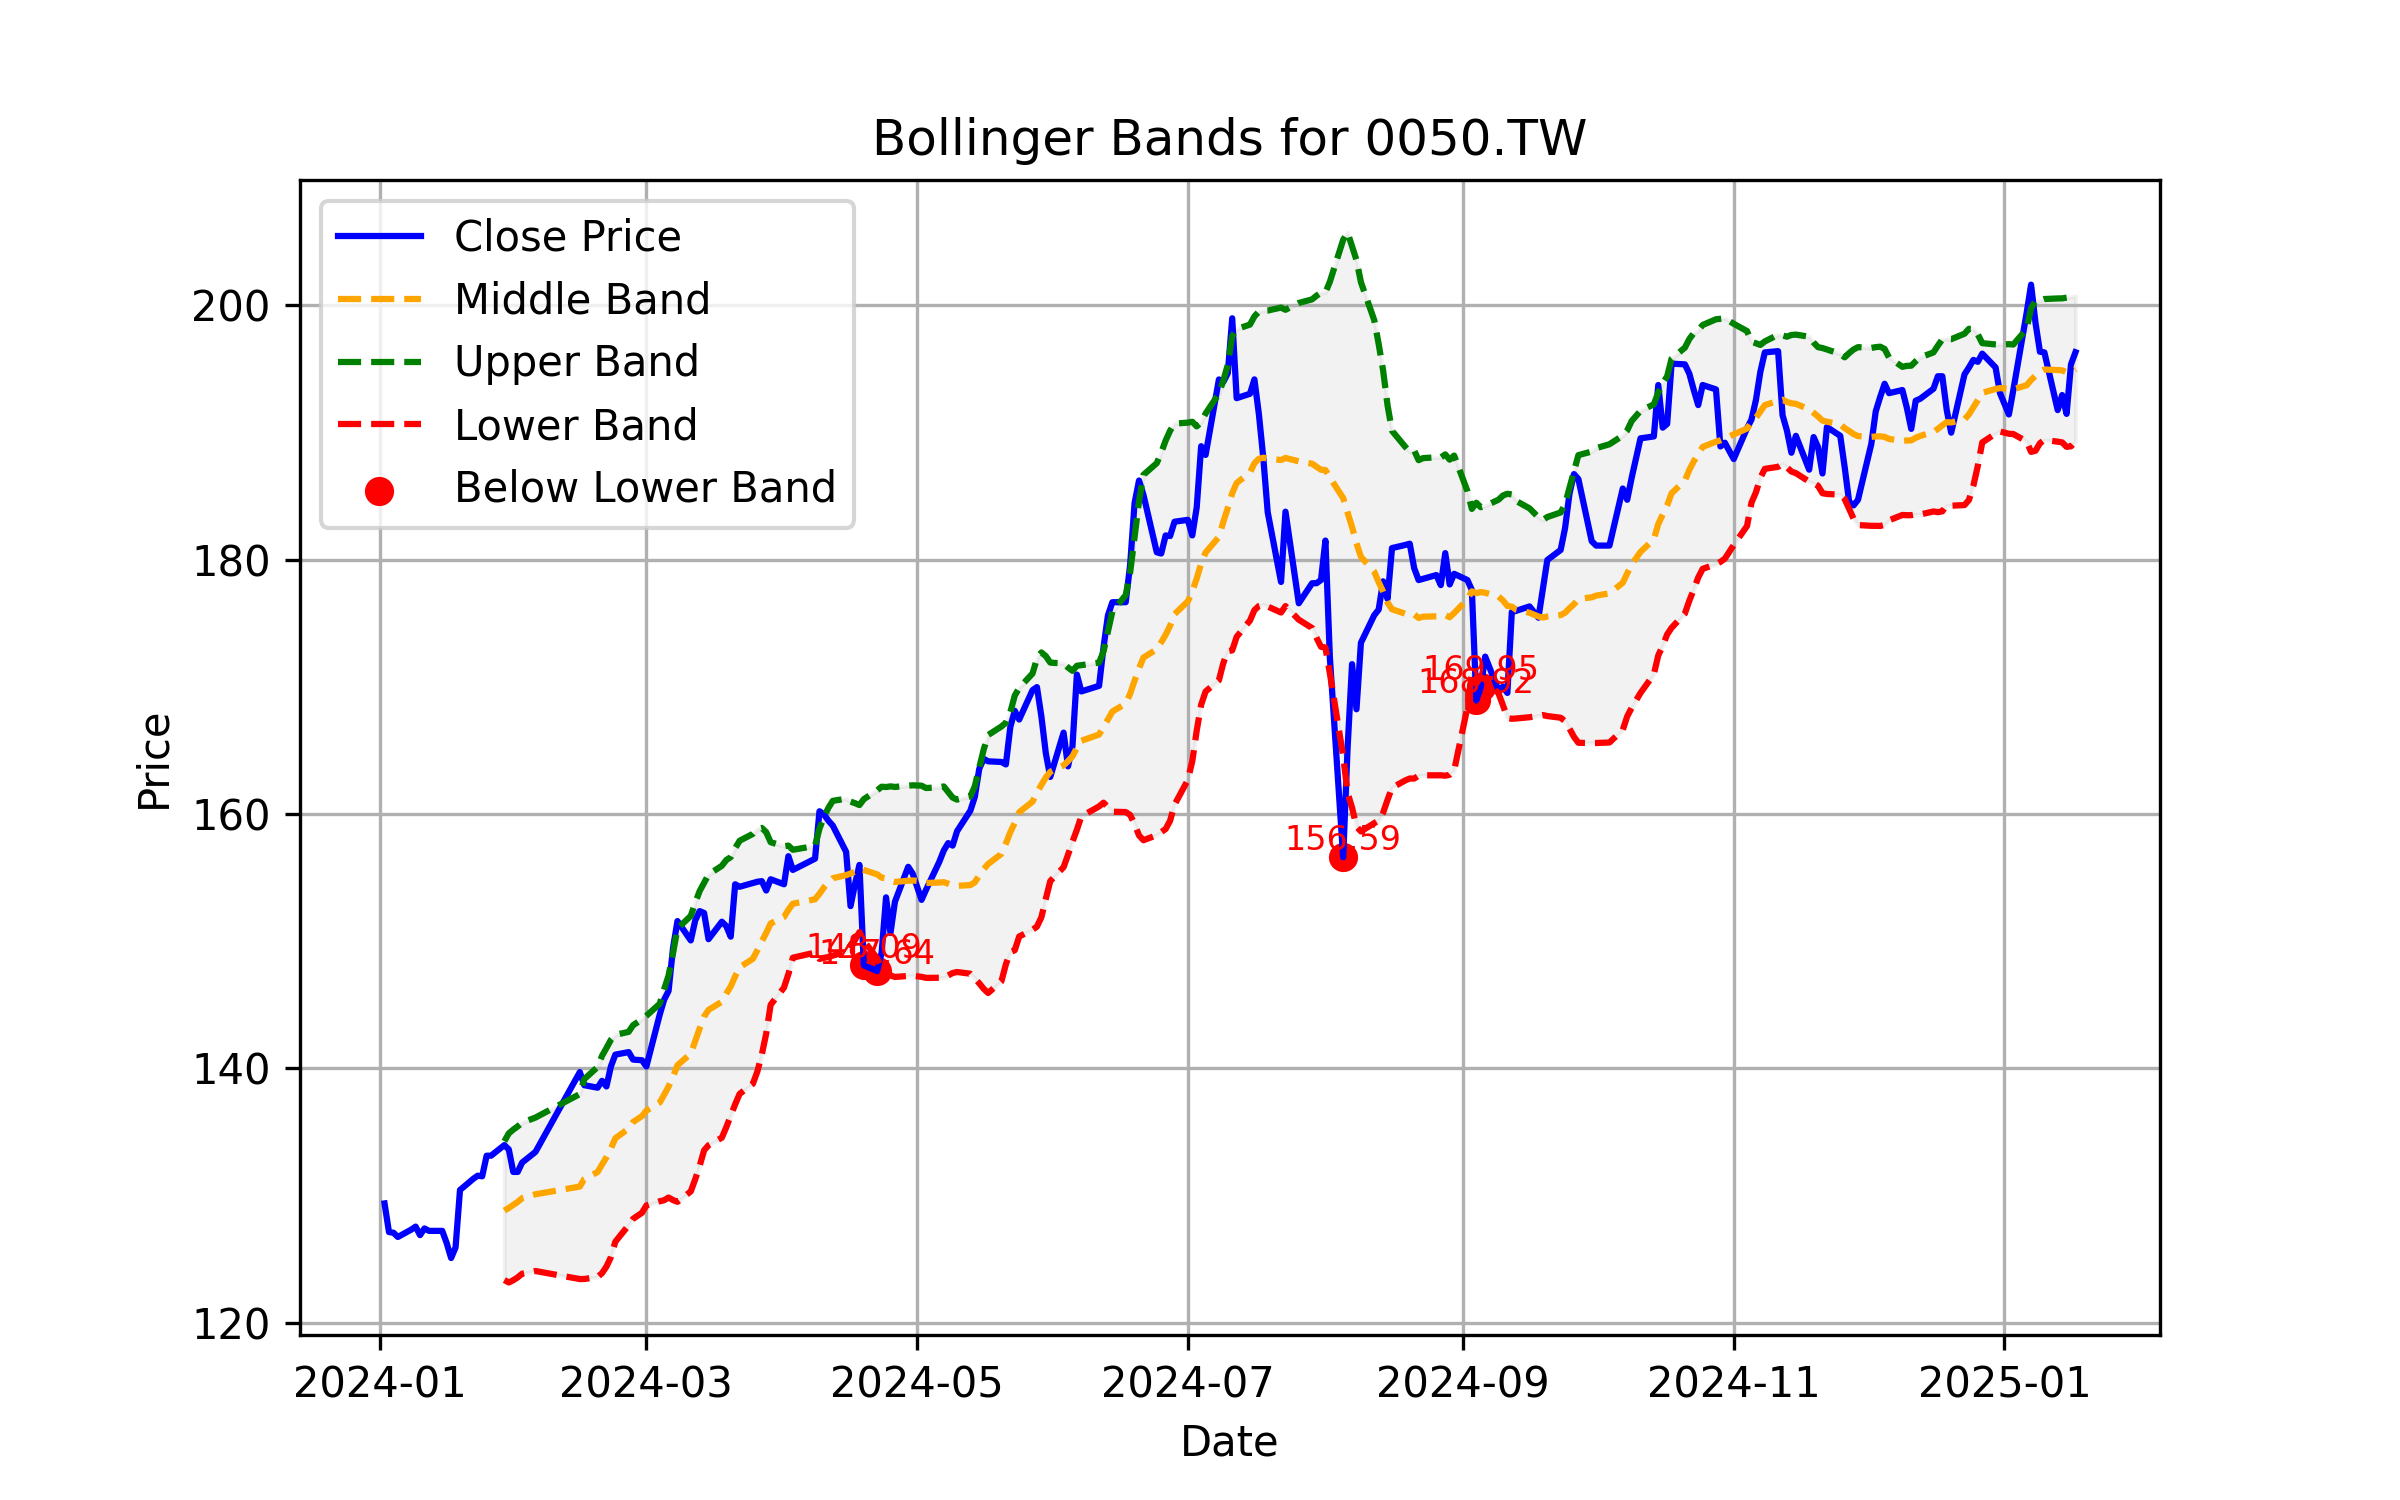 Bollinger Bands for 0050.TW
Close Price
Middle Band
Upper Band
Lower Band
Below Lower Band
200
180
160
140
120
Price
156.59
2024-01
2024-03
2024-05
2024-07
2024-09
2024-11
2025-01
Date